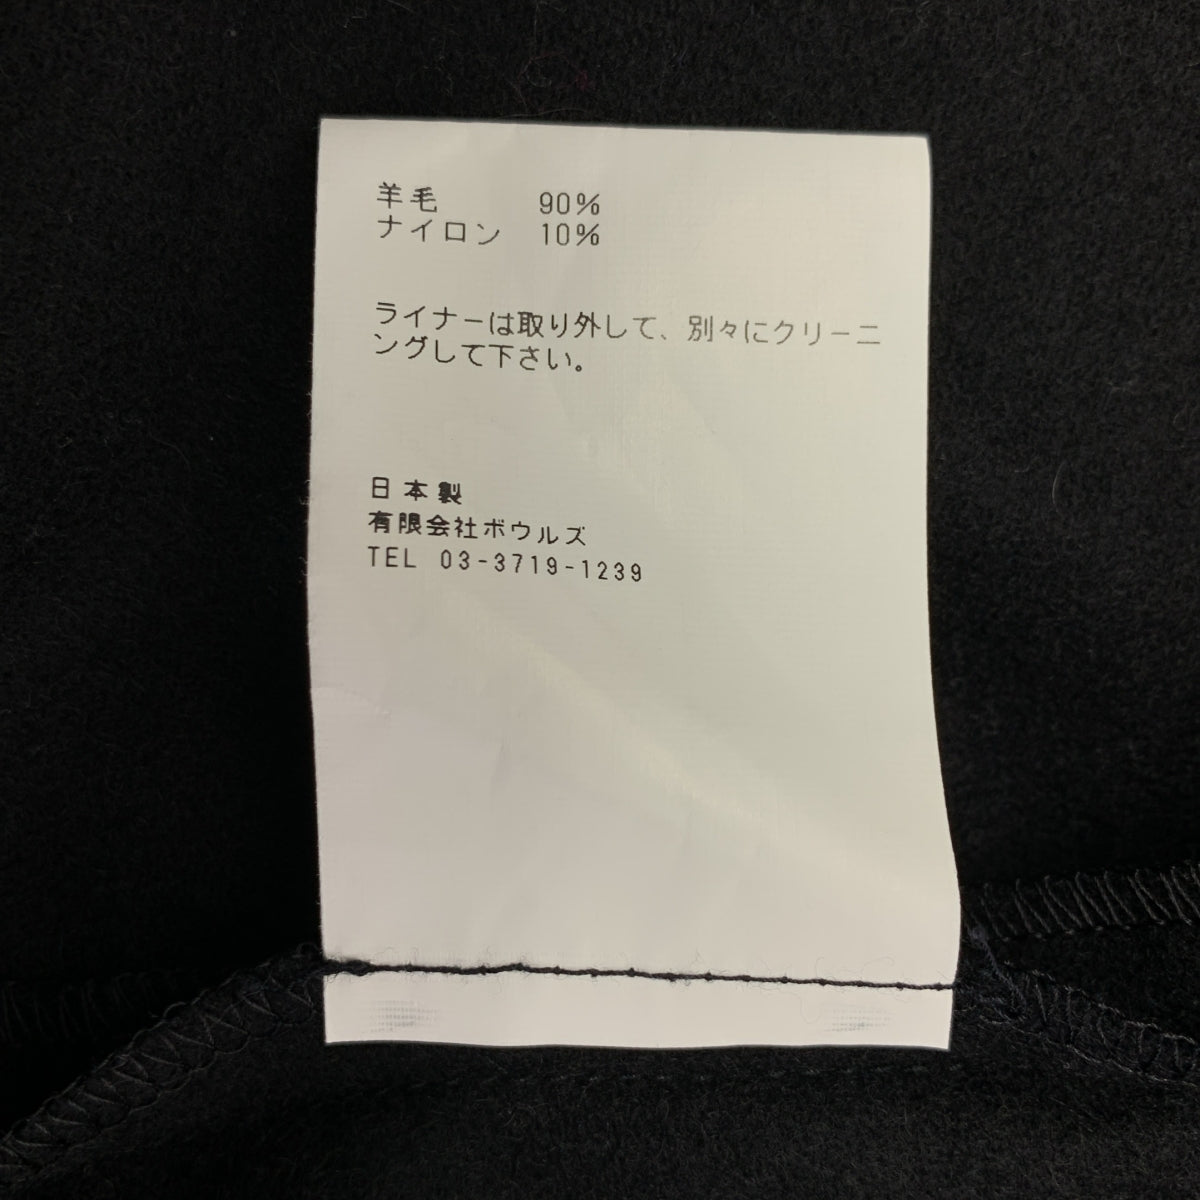 羊毛 90%
ナイロン 10%
ライナーは取り外して、別々にクリーニ
ングして下さい。
日本製
有限会社ボウルズ
TEL 03-3719-1239